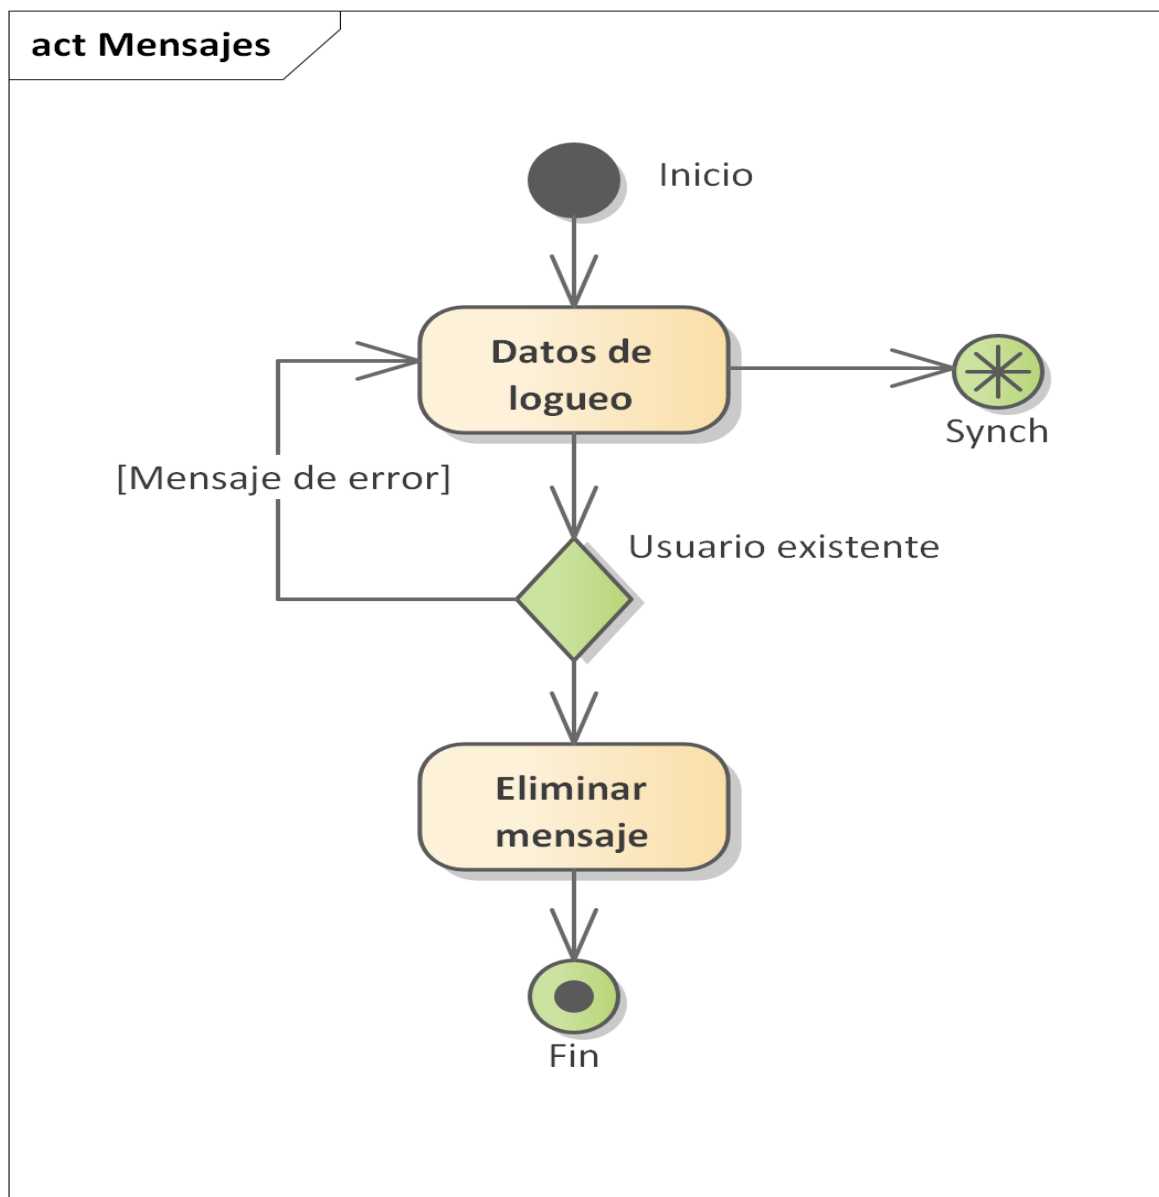 act Mensajes
Inicio
Datos de
logueo
Synch
[Mensaje de error]
Usuario existente
Eliminar
mensaje
Fin